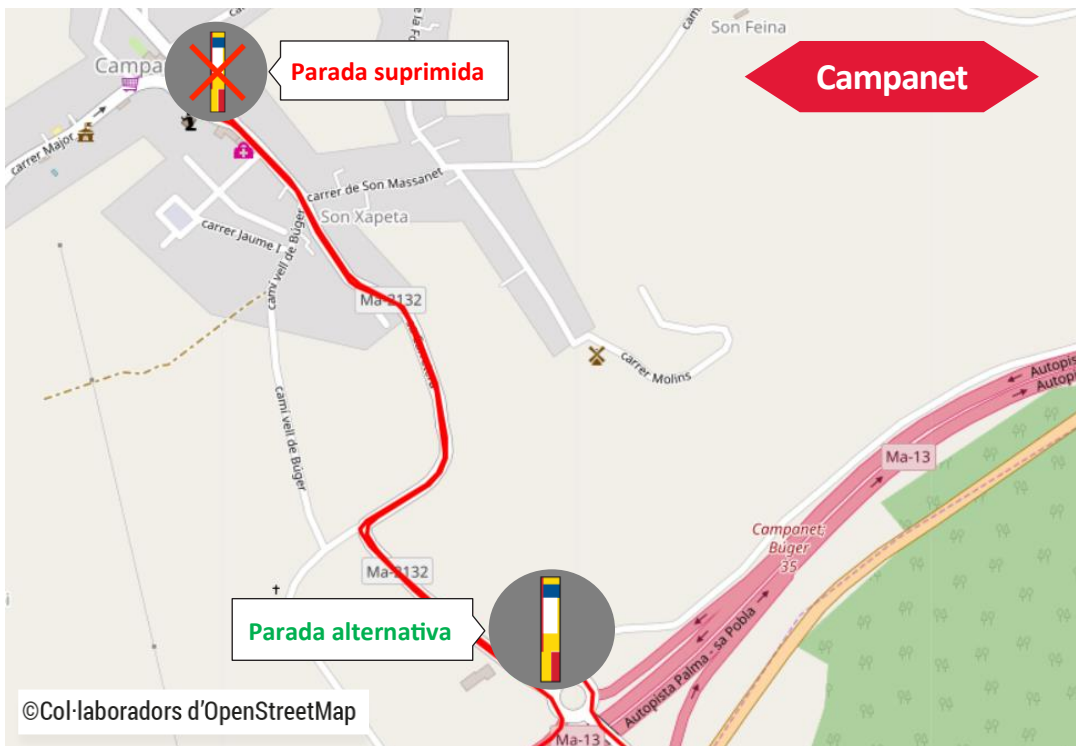 Son Feina
Campanet
Parada suprimida
Campa
carrer Major
carrer de Son Massanet
Son Xapeta
carrer Jaume I
camí vell de Búger
Ma-2132
carrer Molins
Autopis
Autopi
camí vell de Búger
Ma-13
Campanet;
Búger
35
Ma-2132
Parada alternativa
Autopista Palma - sa Pobla
©Col·laboradors d'OpenStreetMap
Ma-13